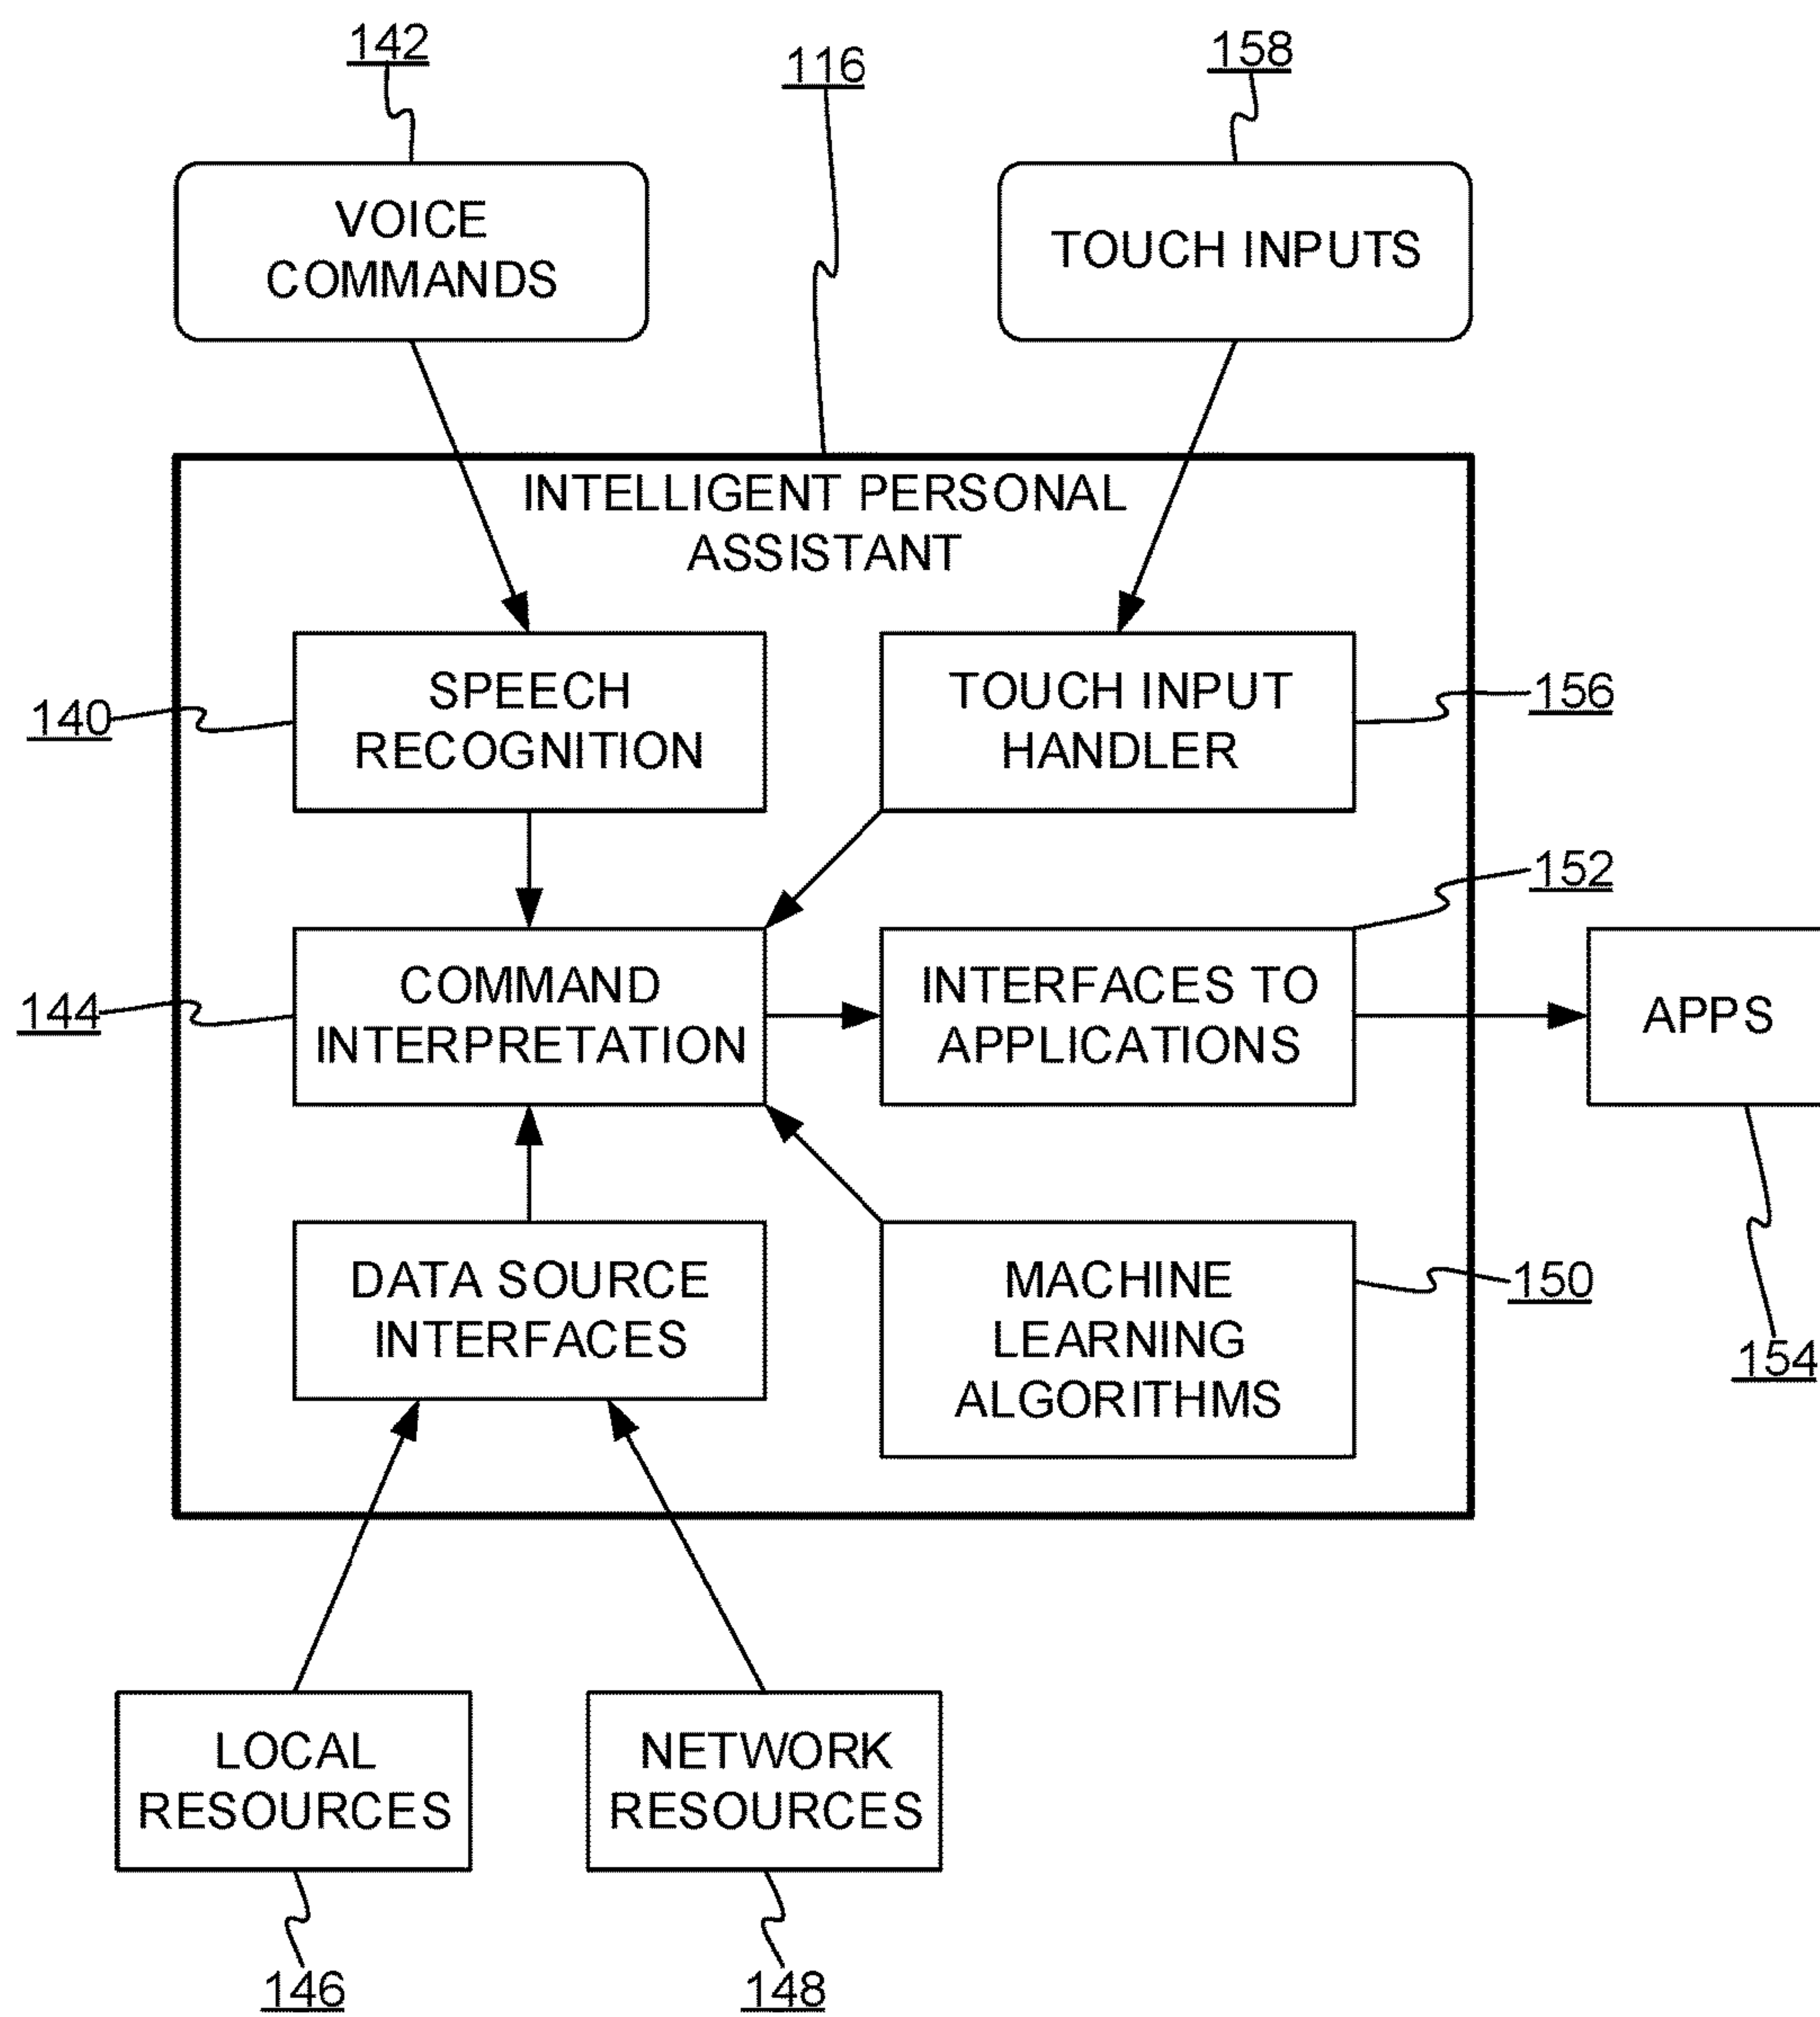 142
116
158
VOICE
COMMANDS
TOUCH INPUTS
INTELLIGENT PERSONAL
ASSISTANT
SPEECH
RECOGNITION
TOUCH INPUT
HANDLER
140
156
152
COMMAND
INTERPRETATION
INTERFACES TO
APPLICATIONS
APPS
144
DATA SOURCE
INTERFACES
MACHINE
LEARNING
ALGORITHMS
150
154
LOCAL
RESOURCES
NETWORK
RESOURCES
146
148